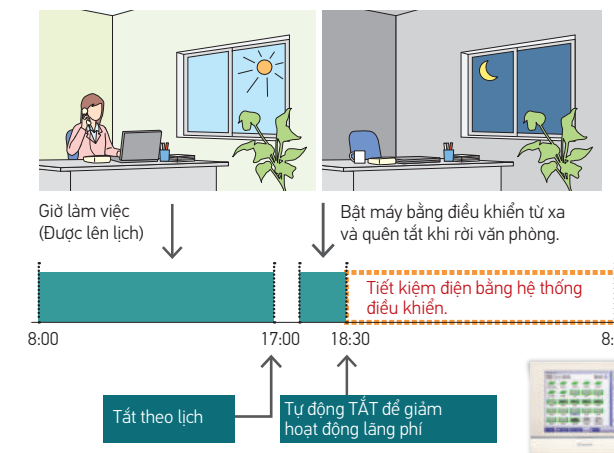 Giờ làm việc
(Được lên lịch)
Bật máy bằng điều khiển từ xa
và quên tắt khi rời văn phòng.
Tiết kiệm điện bằng hệ thống
điều khiển.
8:00
17:00
18:30
8:
Tắt theo lịch
Tự động TẮT để giảm
hoạt động lãng phí